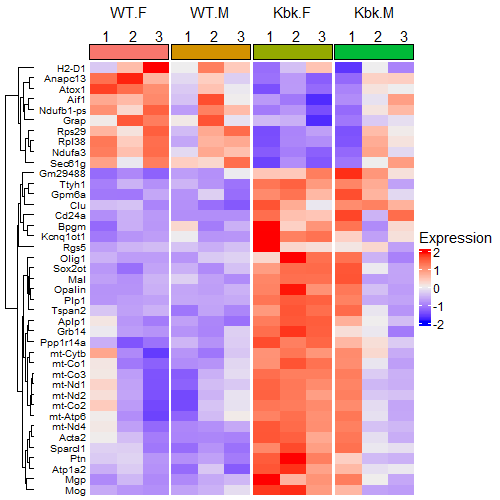 WT.F WT.M Kbk.F Kbk.M
1 2 3 1 2 3 1 2 3 1 2 3
H2-D1
Anapc13
Atox1
Aif1
Ndufb1-ps
Grap
Rps29
Rpl38
Ndufa3
Sec61g
Gm29488
Ttyh1
Gpm6a
Clu
Cd24a
Bpgm
Kcnq1ot1
Rgs5
Olig1
Sox2ot
Mal
Opalin
Plp1
Tspan2
Aplp1
Grb14
Ppp1r14a
mt-Cytb
mt-Co1
mt-Co3
mt-Nd1
mt-Nd2
mt-Co2
mt-Atp6
mt-Nd4
Acta2
Sparcl1
Ptn
Atp1a2
Mgp
Mog
Expression
2
1
0
-1
-2